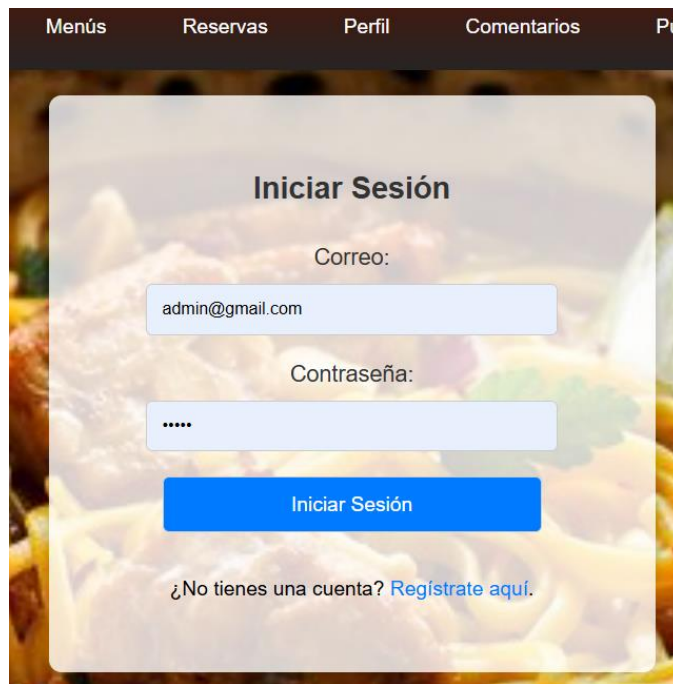 Menús Reservas Perfil Comentarios
Iniciar Sesión
Correo:
admin@gmail.com
Contraseña:
•••••
Iniciar Sesión
¿No tienes una cuenta? Regístrate aquí.